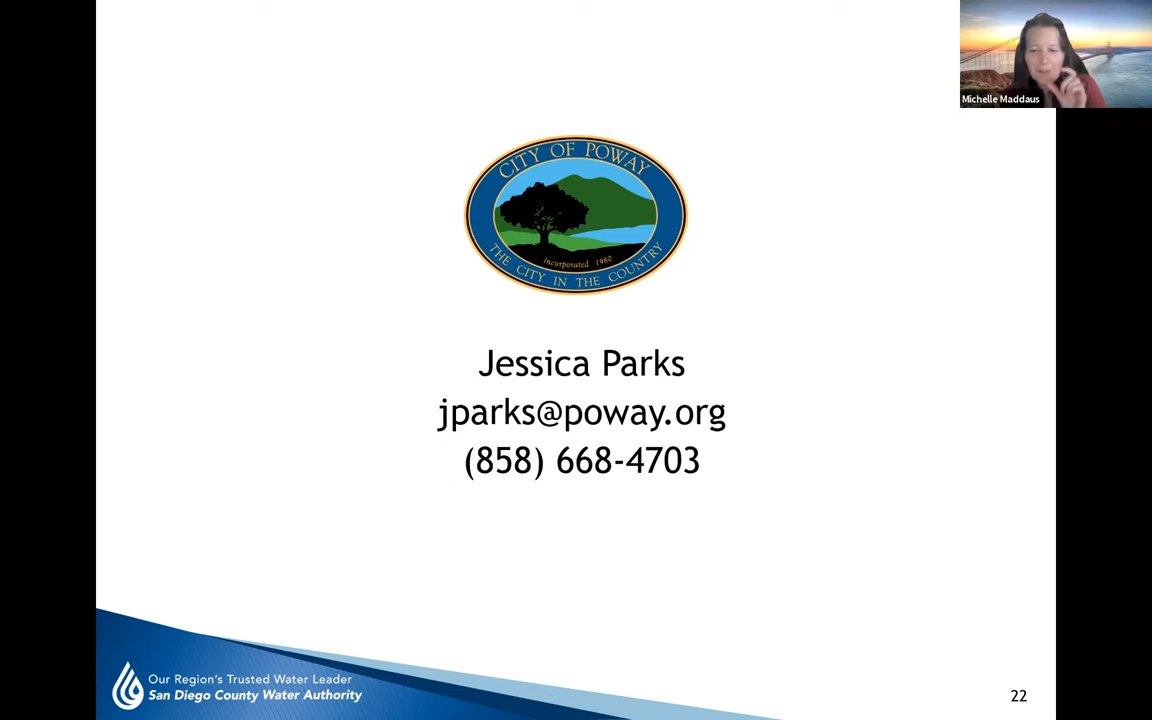 Michelle Maddaus
CITY OF POWAY
Incorporated 1980
THE CITY IN THE COUNTRY
Jessica Parks
jparks@poway.org
(858) 668-4703
Our Region's Trusted Water Leader
San Diego County Water Authority
22